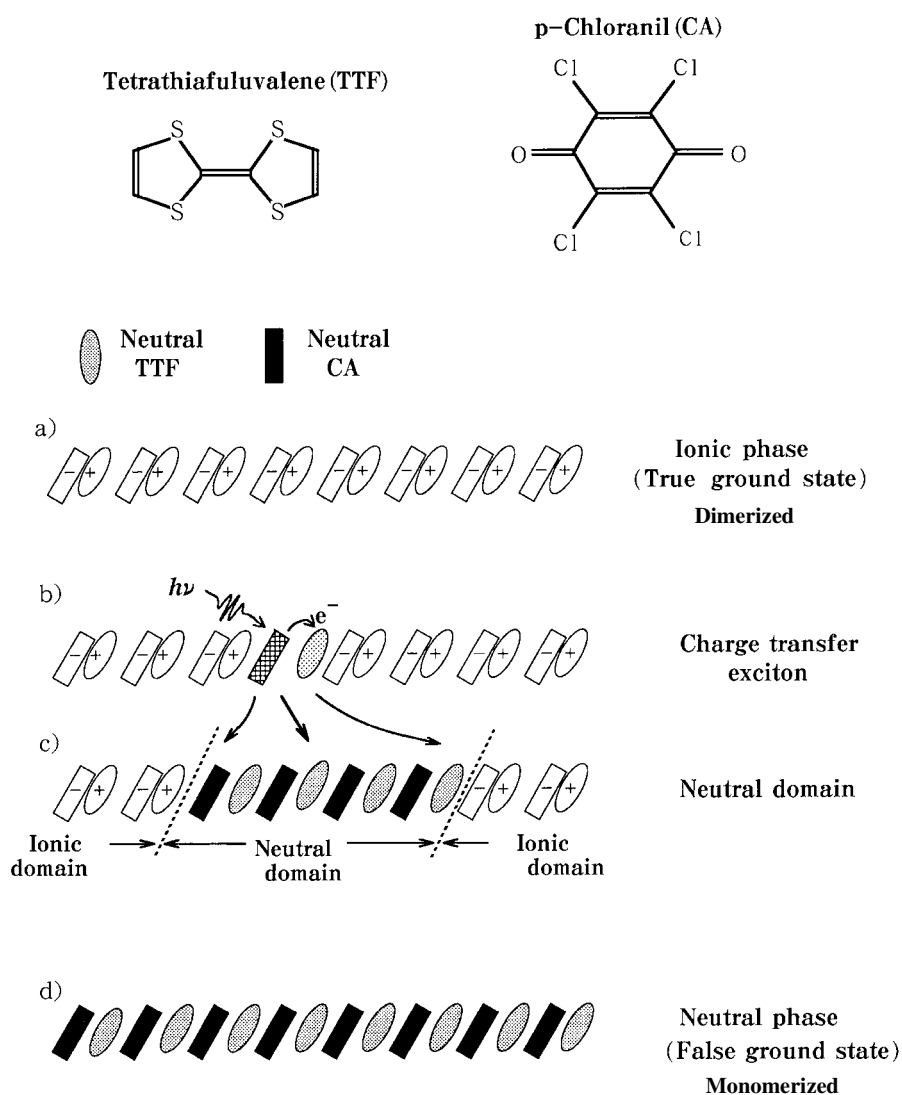 p-Chloranil (CA)
Tetrathiafuluvalene (TTF)
Cl Cl
S S
O O
S S
Cl Cl
Neutral TTF
Neutral CA
a)
− + − + − + − + − + − + − + − +
Ionic phase
(True ground state)
Dimerized
b)
hν
e⁻
− + − + − + − + − + − + − +
Charge transfer
exciton
c)
− + − + − + − +
Neutral domain
Ionic domain
Neutral domain
Ionic domain
d)
Neutral phase
(False ground state)
Monomerized